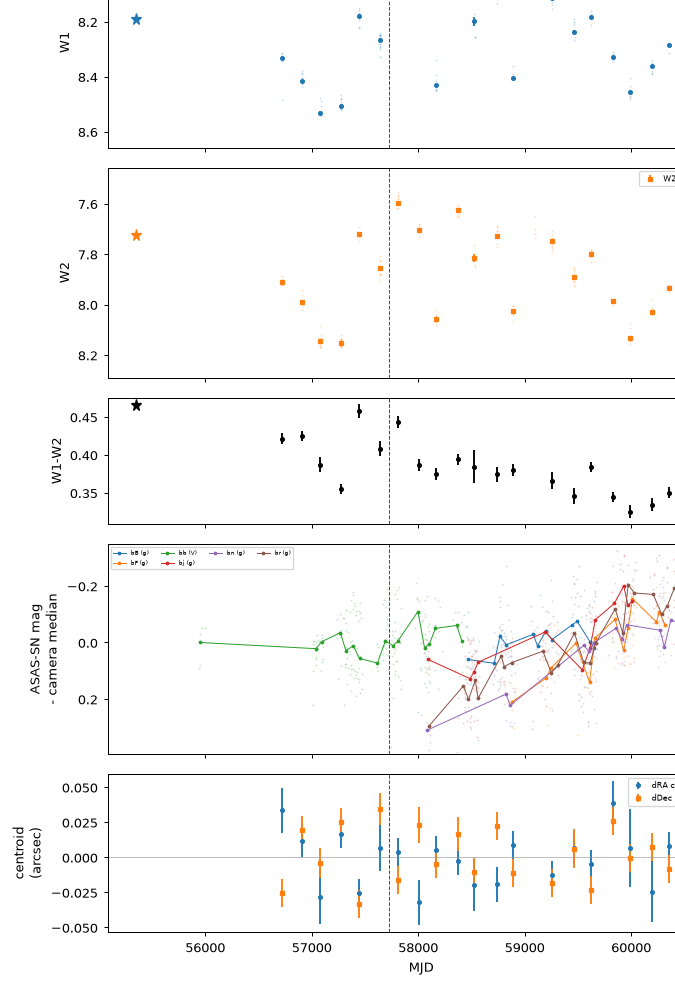 8.2
8.4
8.6
W1
7.6
7.8
8.0
8.2
W2
W2
0.45
0.40
0.35
W1-W2
bB (g)
bb (V)
bn (g)
br (g)
bF (g)
bj (g)
−0.2
0.0
0.2
ASAS-SN mag
- camera median
0.050
0.025
0.000
−0.025
−0.050
centroid
(arcsec)
dRA c
dDec
56000
57000
58000
59000
60000
MJD